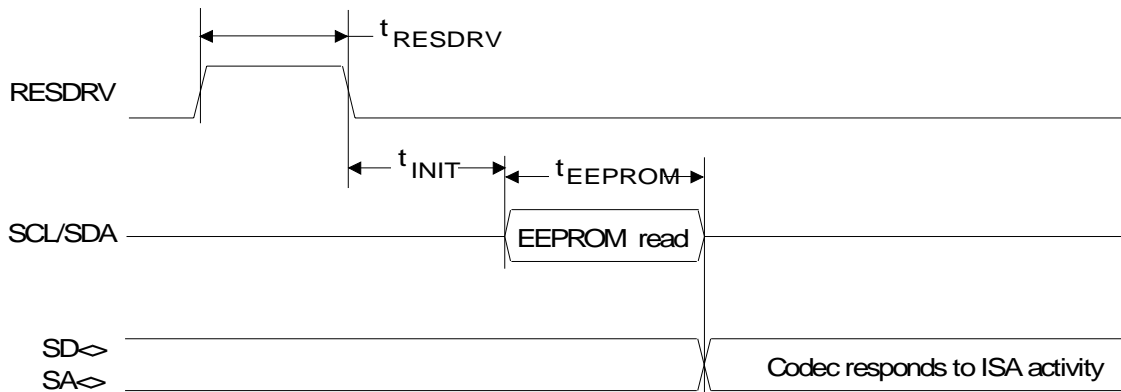 tRESDRV
RESDRV
tINIT
tEEPROM
SCL/SDA
EEPROM read
SD<>
SA<>
Codec responds to ISA activity